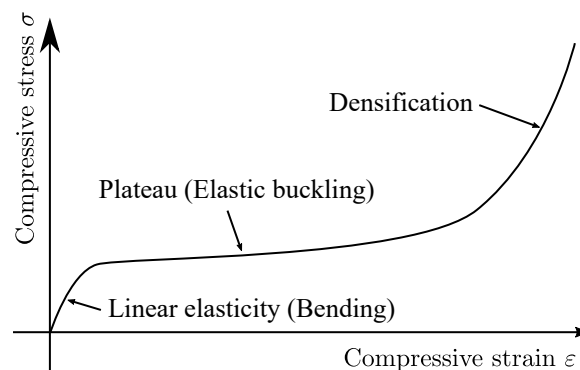 Compressive stress σ
Densification
Plateau (Elastic buckling)
Linear elasticity (Bending)
Compressive strain ε